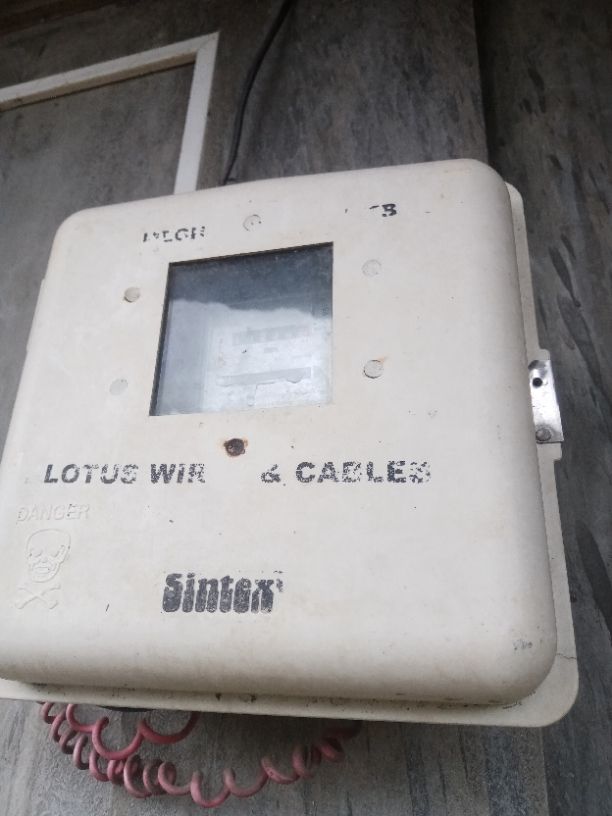 LOTUS WIR & CABLES
DANGER
Sintex